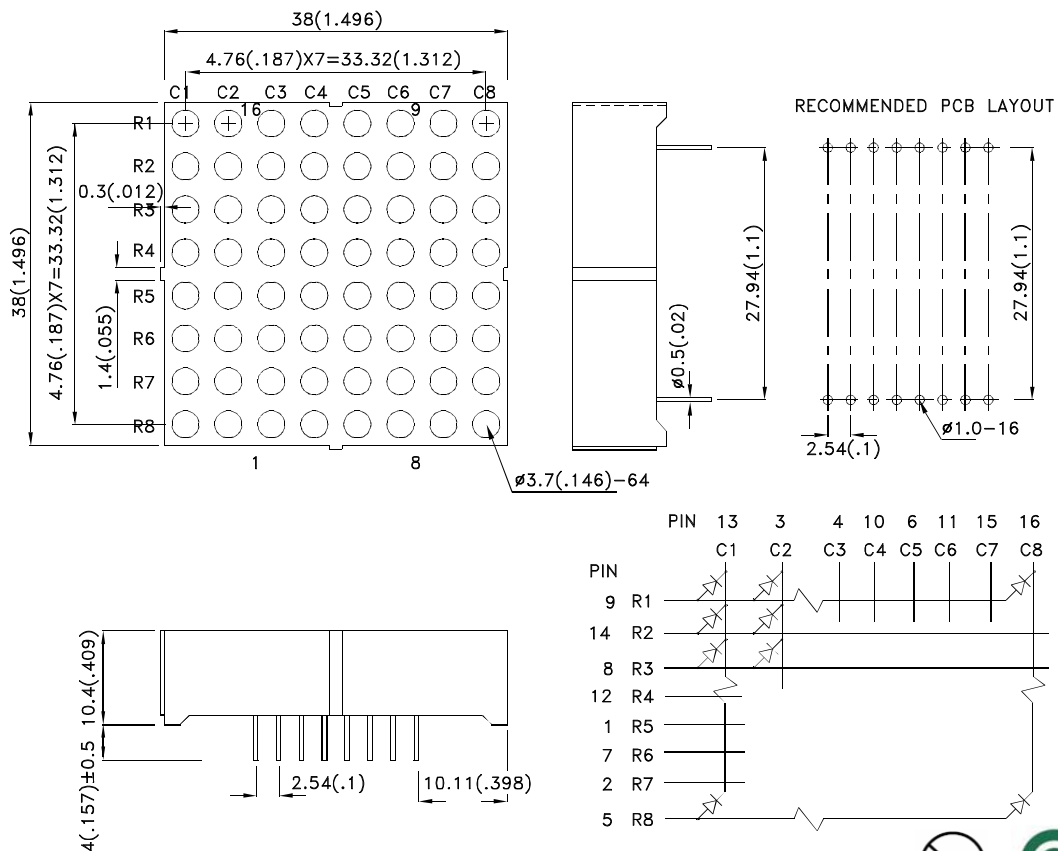 38(1.496)
4.76(.187)X7=33.32(1.312)
C1 C2 C3 C4 C5 C6 C7 C8
16 9
R1
R2
0.3(.012)
R3
R4
R5
R6
R7
R8
38(1.496)
4.76(.187)X7=33.32(1.312)
1.4(.055)
1 8
ø3.7(.146)-64
ø0.5(.02)
27.94(1.1)
RECOMMENDED PCB LAYOUT
27.94(1.1)
ø1.0-16
2.54(.1)
10.4(.409)
4(.157)±0.5
2.54(.1)
10.11(.398)
PIN 13 3 4 10 6 11 15 16
C1 C2 C3 C4 C5 C6 C7 C8
PIN
9 R1
14 R2
8 R3
12 R4
1 R5
7 R6
2 R7
5 R8